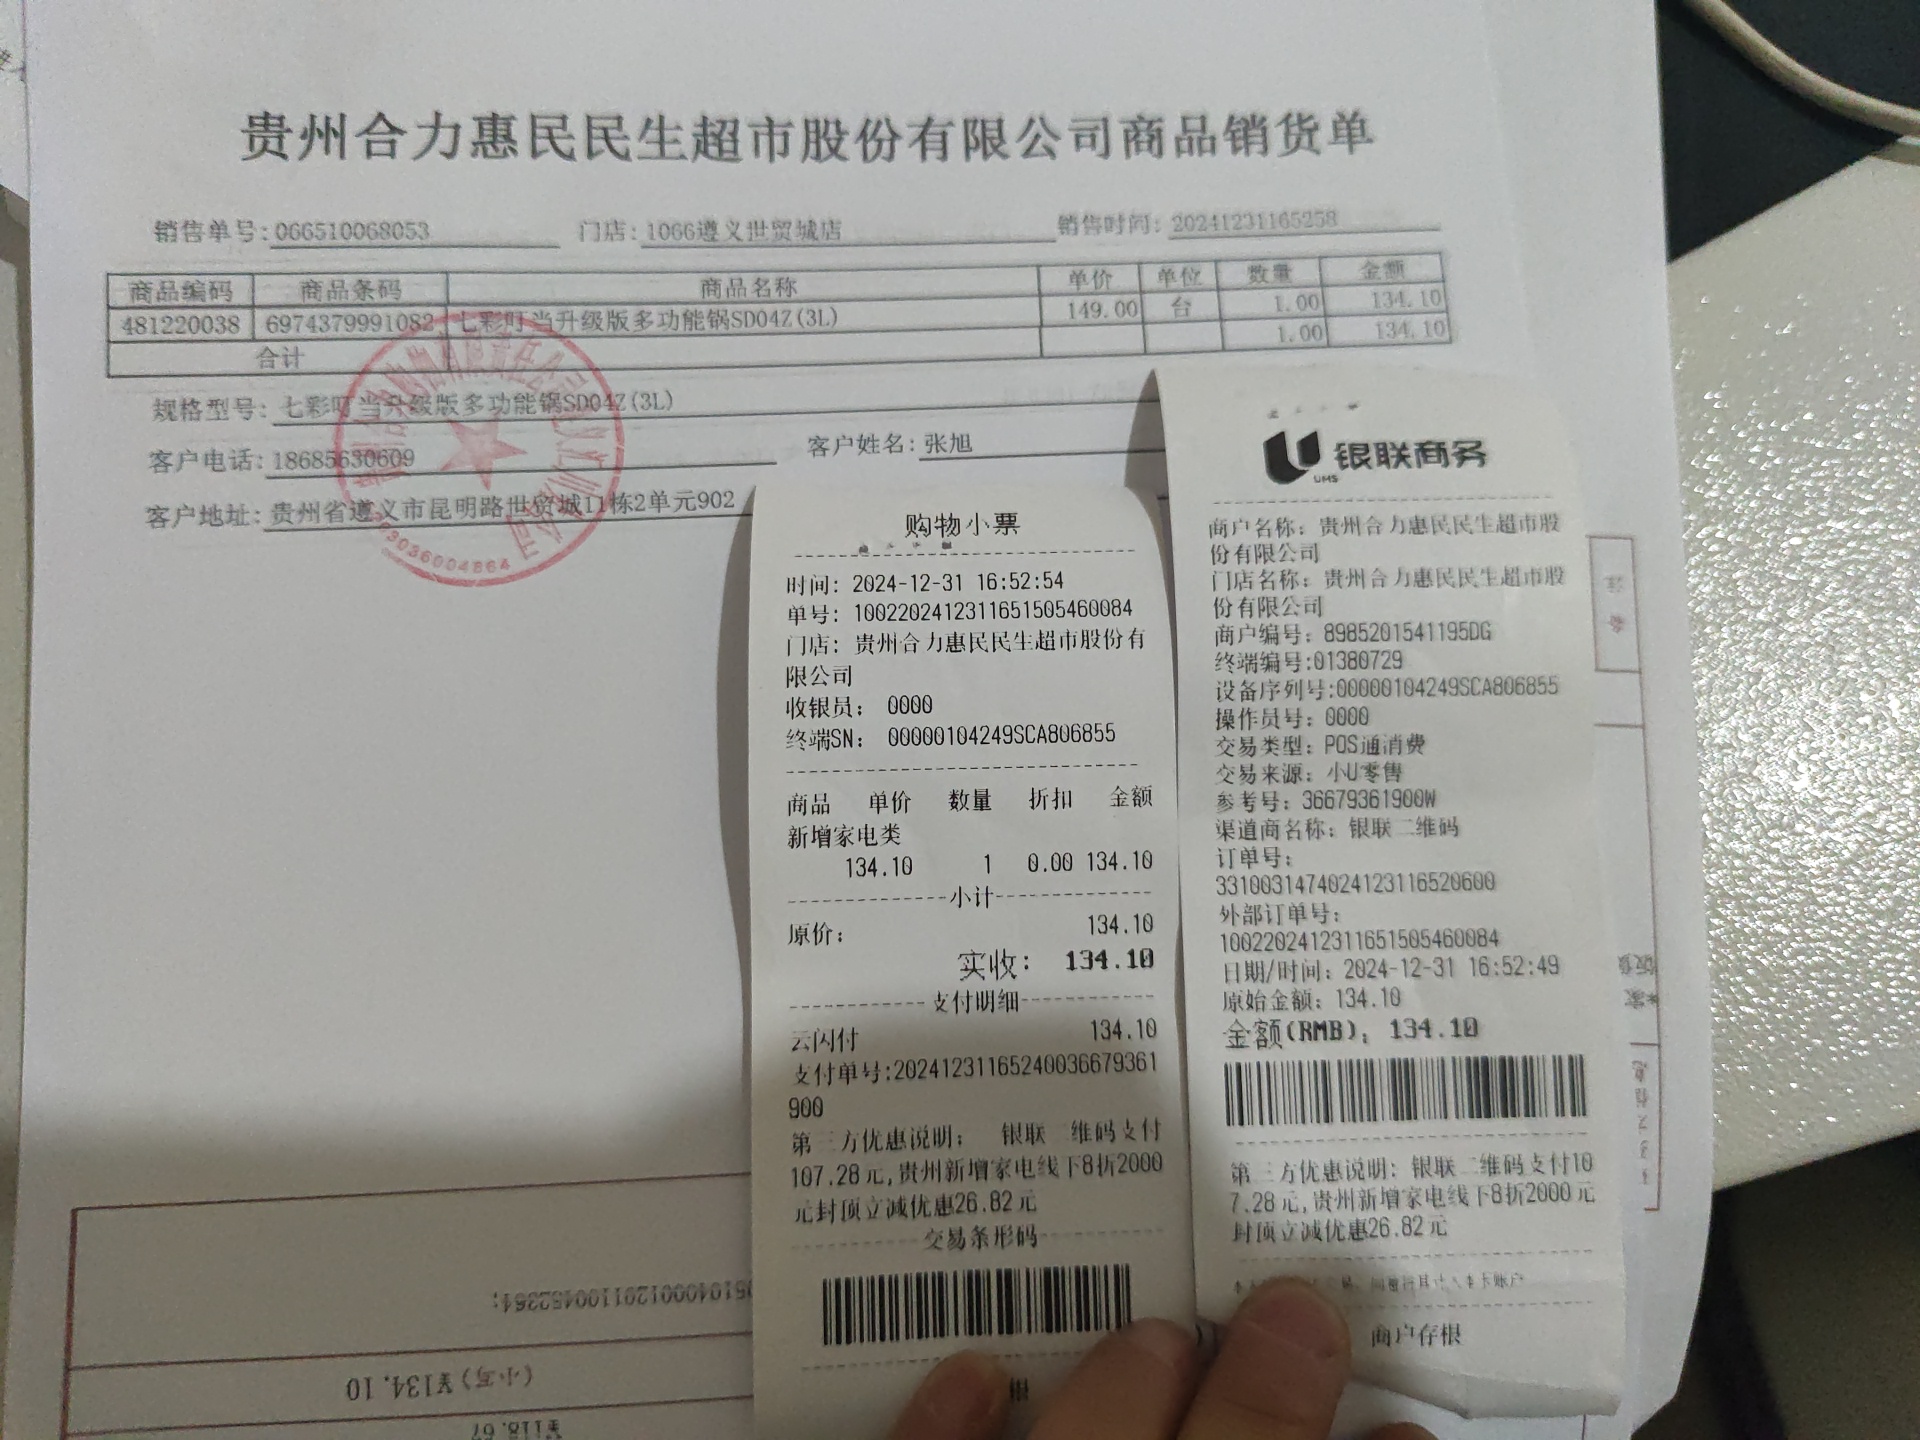 贵州合力惠民民生超市股份有限公司商品销货单
销售单号:066510068053 门店:1066遵义世贸城店 销售时间:20241231165258
商品编码 商品条码 商品名称 单价 单位 数量 金额
481220038 6974379991082 七彩叮当升级版多功能锅SD04Z(3L) 149.00 台 1.00 134.10
合计 1.00 134.10
规格型号:七彩叮当升级版多功能锅SD04Z(3L)
客户电话:18685630609 客户姓名:张旭
客户地址:贵州省遵义市昆明路世贸城11栋2单元902
购物小票
时间: 2024-12-31 16:52:54
单号: 10022024123116515054600​84
门店: 贵州合力惠民民生超市股份有
限公司
收银员: 0000
终端SN: 00000104249SCA806855
商品 单价 数量 折扣 金额
新增家电类
134.10 1 0.00 134.10
小计
原价: 134.10
实收: 134.10
支付明细
云闪付 134.10
支付单号:202412311652400366793​61
900
第三方优惠说明: 银联二维码支付
107.28元,贵州新增家电线下8折2000
元封顶立减优惠26.82元
交易条形码
银联商务
UMS
商户名称: 贵州合力惠民民生超市股
份有限公司
门店名称: 贵州合力惠民民生超市股
份有限公司
商户编号: 8985201541195DG
终端编号:01380729
设备序列号:00000104249SCA806855
操作员号: 0000
交易类型: POS通消费
交易来源: 小U零售
参考号: 36679361900W
渠道商名称: 银联二维码
订单号:
33100314740241231165206​00
外部订单号:
10022024123116515054600​84
日期/时间: 2024-12-31 16:52:49
原始金额: 134.10
金额(RMB): 134.10
第三方优惠说明: 银联二维码支付10
7.28元,贵州新增家电线下8折2000元
封顶立减优惠26.82元
商户存根
(小写)¥134.10
¥118.67